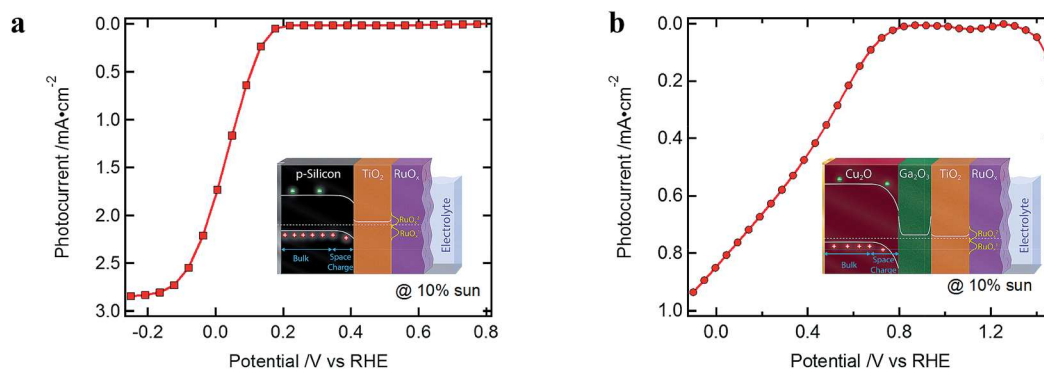 a
Photocurrent /mA•cm⁻²
0.0
0.5
1.0
1.5
2.0
2.5
3.0
-0.2 0.0 0.2 0.4 0.6 0.8
Potential /V vs RHE
p-Silicon TiO₂ RuOₓ
Electrolyte
Bulk Space
Charge
@ 10% sun
b
Photocurrent /mA•cm⁻²
0.0
0.2
0.4
0.6
0.8
1.0
0.0 0.4 0.8 1.2
Potential /V vs RHE
Cu₂O Ga₂O₃ TiO₂ RuOₓ
Electrolyte
Bulk Space
Charge
@ 10% sun